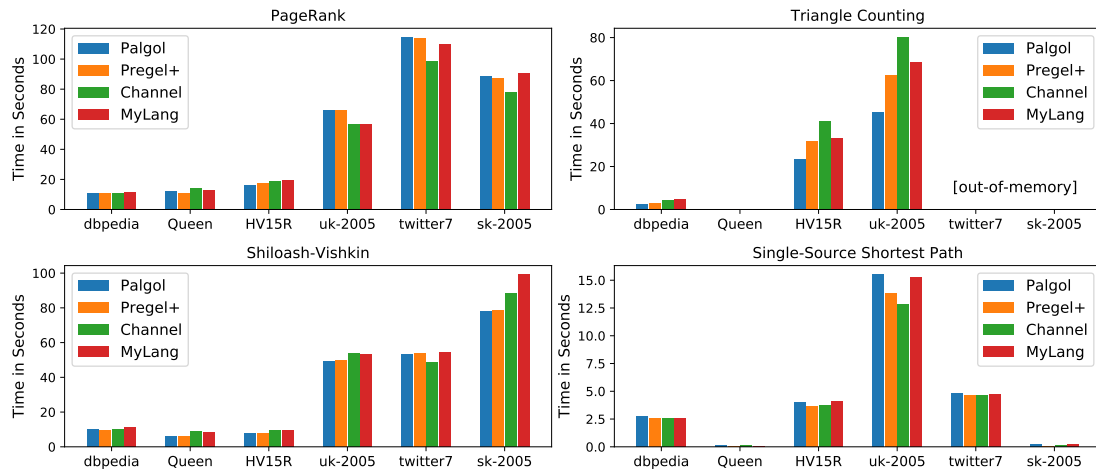 PageRank
Time in Seconds
120
100
80
60
40
20
0
Palgol
Pregel+
Channel
MyLang
dbpedia Queen HV15R uk-2005 twitter7 sk-2005
Triangle Counting
Time in Seconds
80
60
40
20
0
Palgol
Pregel+
Channel
MyLang
[out-of-memory]
dbpedia Queen HV15R uk-2005 twitter7 sk-2005
Shiloash-Vishkin
Time in Seconds
100
80
60
40
20
0
Palgol
Pregel+
Channel
MyLang
dbpedia Queen HV15R uk-2005 twitter7 sk-2005
Single-Source Shortest Path
Time in Seconds
15.0
12.5
10.0
7.5
5.0
2.5
0.0
Palgol
Pregel+
Channel
MyLang
dbpedia Queen HV15R uk-2005 twitter7 sk-2005